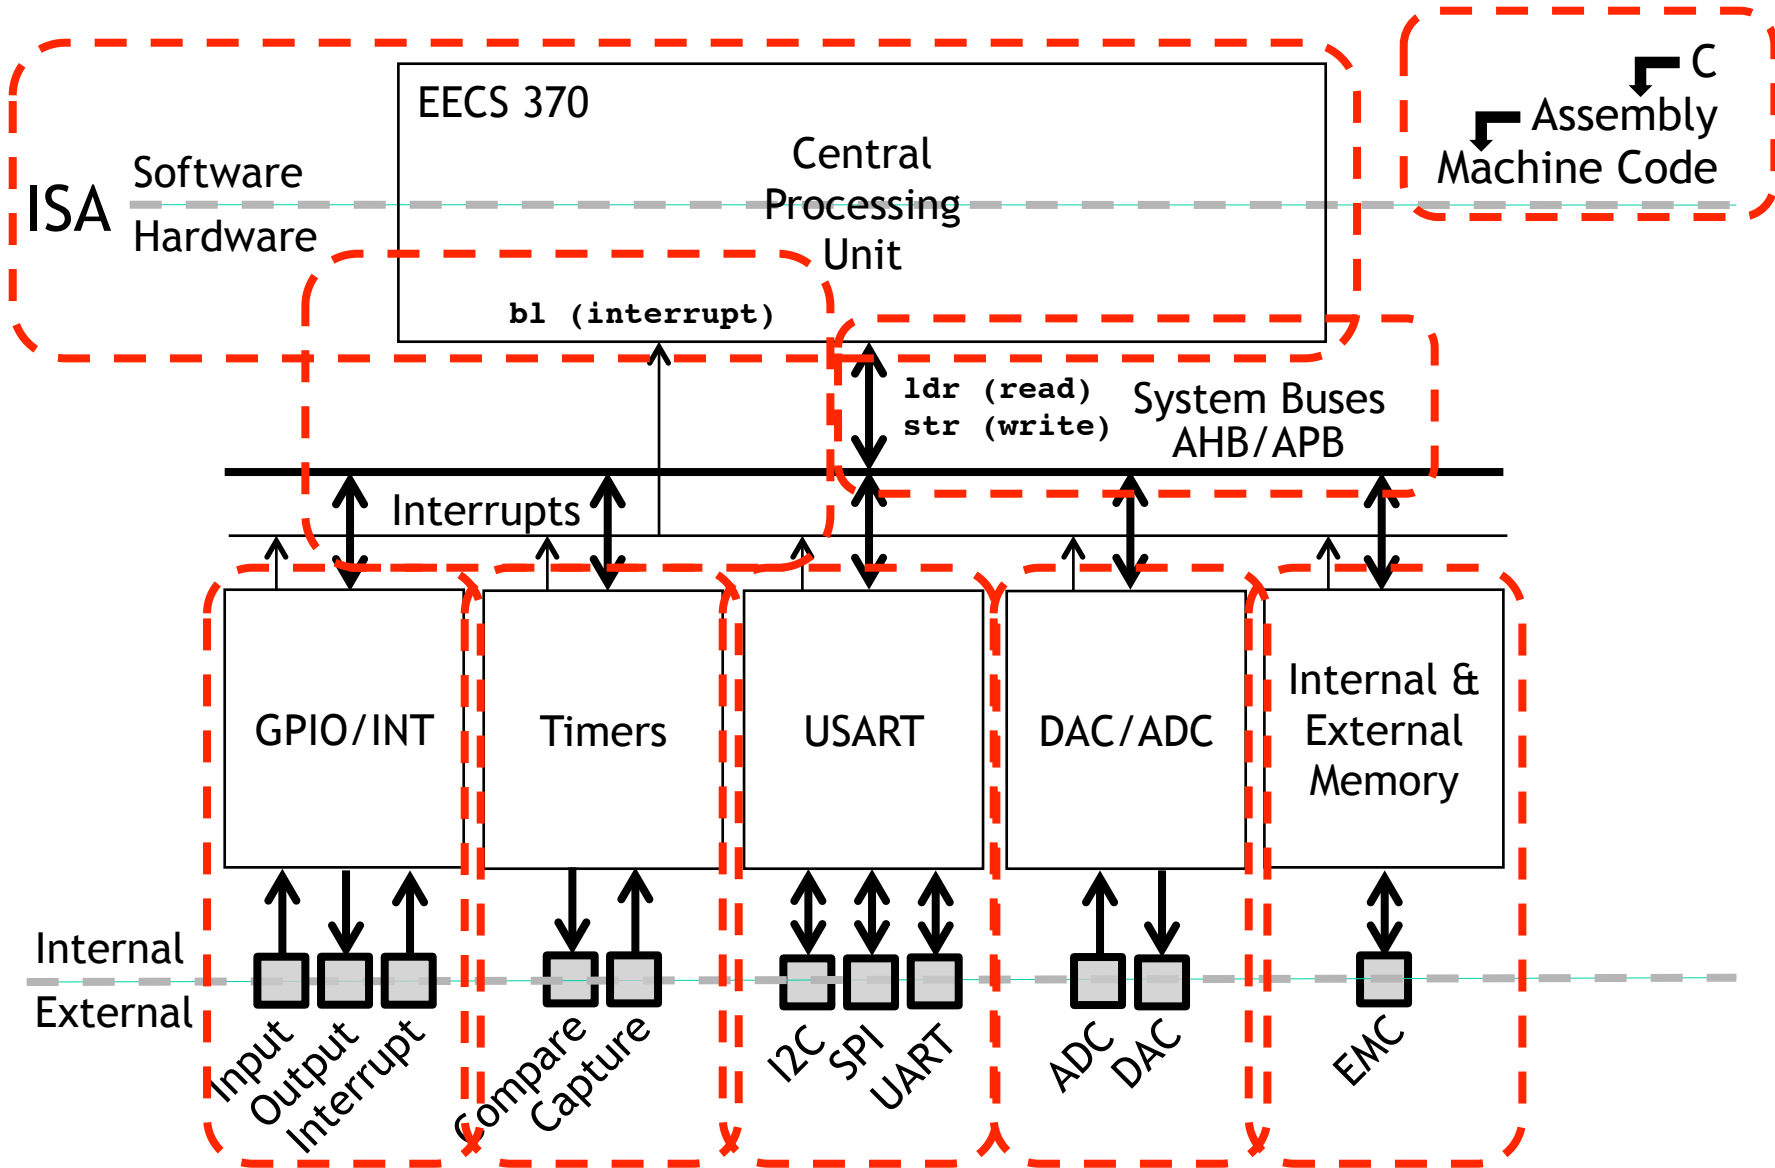 C
Assembly
Machine Code
EECS 370
Central
Processing
Unit
Software
ISA
Hardware
bl (interrupt)
ldr (read)
str (write)
System Buses
AHB/APB
Interrupts
GPIO/INT
Timers
USART
DAC/ADC
Internal &
External
Memory
Internal
External
Input
Output
Interrupt
Compare
Capture
I2C
SPI
UART
ADC
DAC
EMC